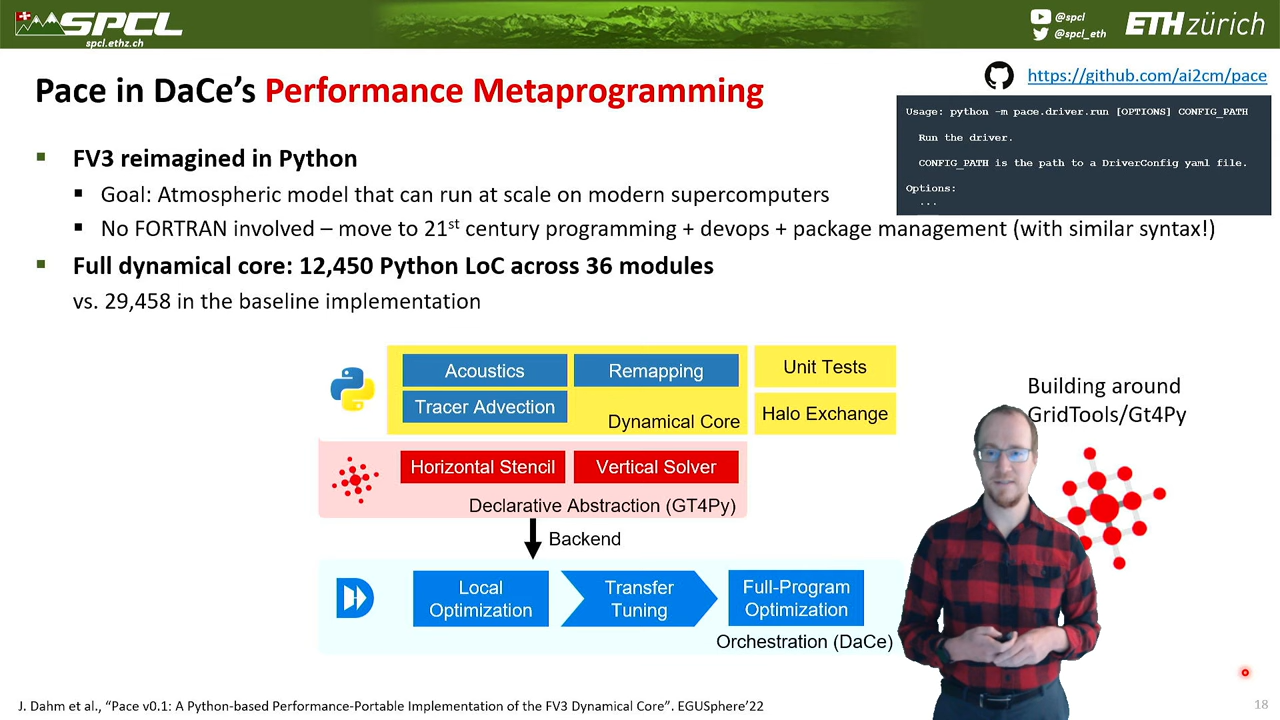 SPCL
spcl.ethz.ch
@spcl
@spcl_eth
ETH zürich
Pace in DaCe's Performance Metaprogramming
https://github.com/ai2cm/pace
Usage: python -m pace.driver.run [OPTIONS] CONFIG_PATH
Run the driver.
CONFIG_PATH is the path to a DriverConfig yaml file.
Options:
...
FV3 reimagined in Python
Goal: Atmospheric model that can run at scale on modern supercomputers
No FORTRAN involved – move to 21st century programming + devops + package management (with similar syntax!)
Full dynamical core: 12,450 Python LoC across 36 modules
vs. 29,458 in the baseline implementation
Acoustics
Remapping
Tracer Advection
Dynamical Core
Unit Tests
Halo Exchange
Building around
GridTools/Gt4Py
Horizontal Stencil
Vertical Solver
Declarative Abstraction (GT4Py)
Backend
Local
Optimization
Transfer
Tuning
Full-Program
Optimization
Orchestration (DaCe)
J. Dahm et al., "Pace v0.1: A Python-based Performance-Portable Implementation of the FV3 Dynamical Core". EGUSphere'22
18